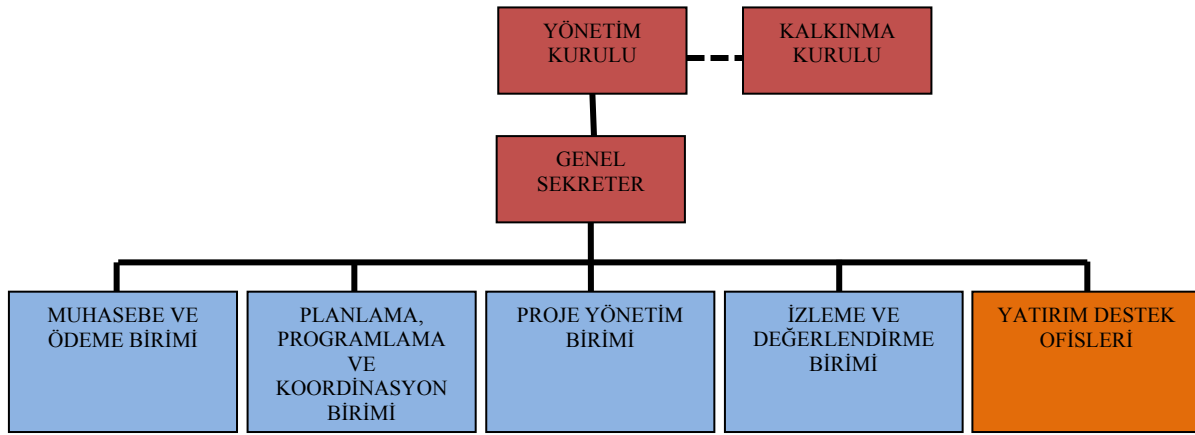 YÖNETİM
KURULU
KALKINMA
KURULU
GENEL
SEKRETER
MUHASEBE VE
ÖDEME BİRİMİ
PLANLAMA,
PROGRAMLAMA
VE
KOORDİNASYON
BİRİMİ
PROJE YÖNETİM
BİRİMİ
İZLEME VE
DEĞERLENDİRME
BİRİMİ
YATIRIM DESTEK
OFİSLERİ